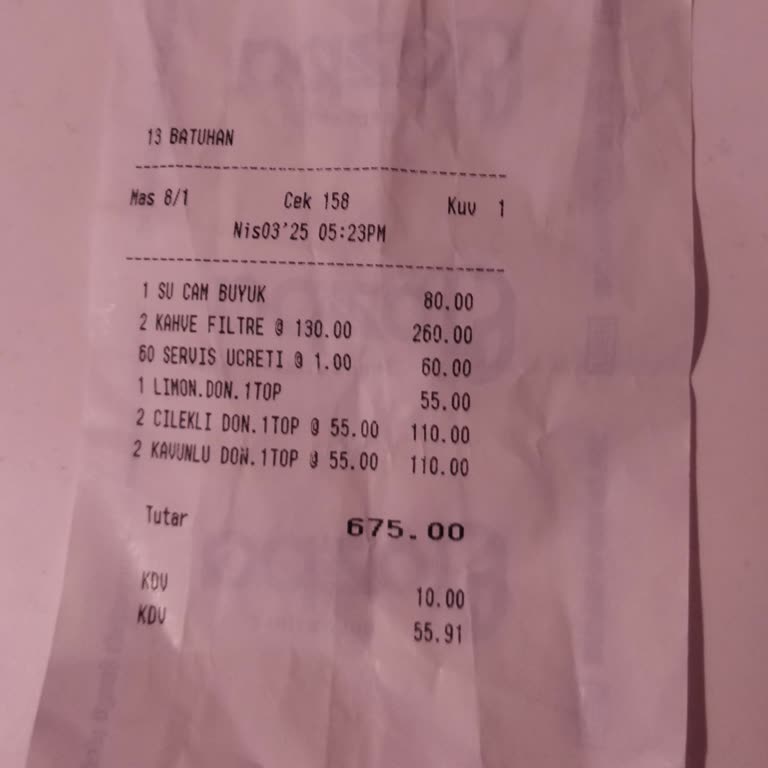 13 BATUHAN
Mas 8/1 Cek 158 Kuv 1
Nis03'25 05:23PM
1 SU CAM BUYUK 80.00
2 KAHVE FILTRE @ 130.00 260.00
60 SERVIS UCRETI @ 1.00 60.00
1 LIMON.DON.1TOP 55.00
2 CILEKLI DON.1TOP @ 55.00 110.00
2 KAVUNLU DON.1TOP @ 55.00 110.00
Tutar 675.00
KDV 10.00
KDV 55.91